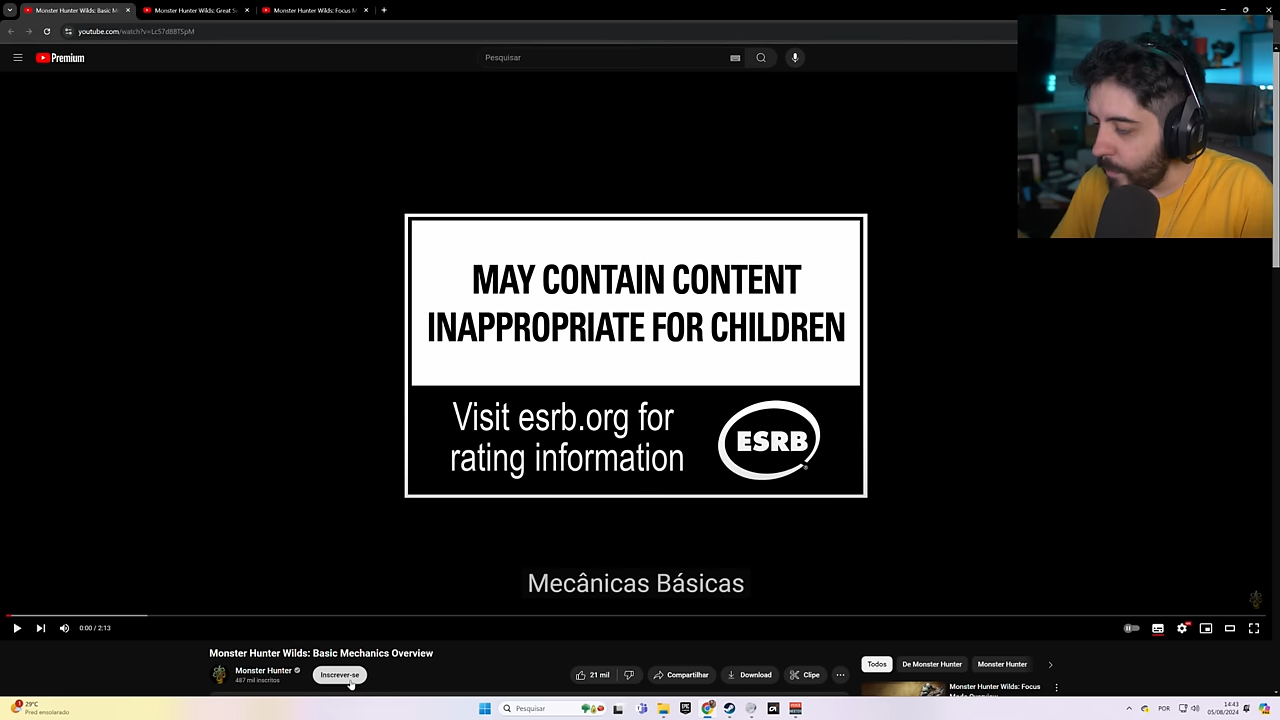 Monster Hunter Wilds: Basic M
Monster Hunter Wilds: Great S
Monster Hunter Wilds: Focus M
youtube.com/watch?v=Lc57d88TSpM
Premium
Pesquisar
MAY CONTAIN CONTENT
INAPPROPRIATE FOR CHILDREN
Visit esrb.org for
rating information
ESRB
Mecânicas Básicas
0:00 / 2:13
Monster Hunter Wilds: Basic Mechanics Overview
Monster Hunter
487 mil inscritos
Inscrever-se
21 mil
Compartilhar
Download
Clipe
Todos
De Monster Hunter
Monster Hunter
Monster Hunter Wilds: Focus
29°C
Pred ensolarado
Pesquisar
POR
14:43
05/08/2024